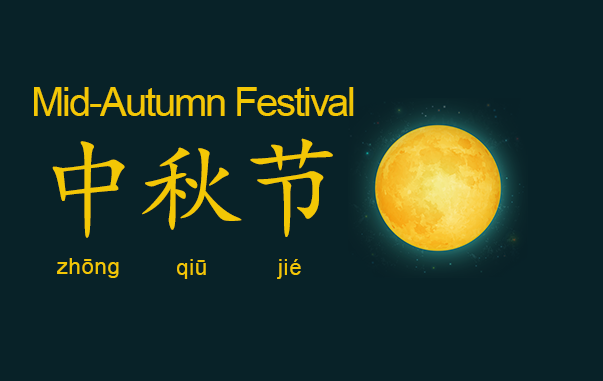 Mid-Autumn Festival
中秋节
zhōng qiū jié